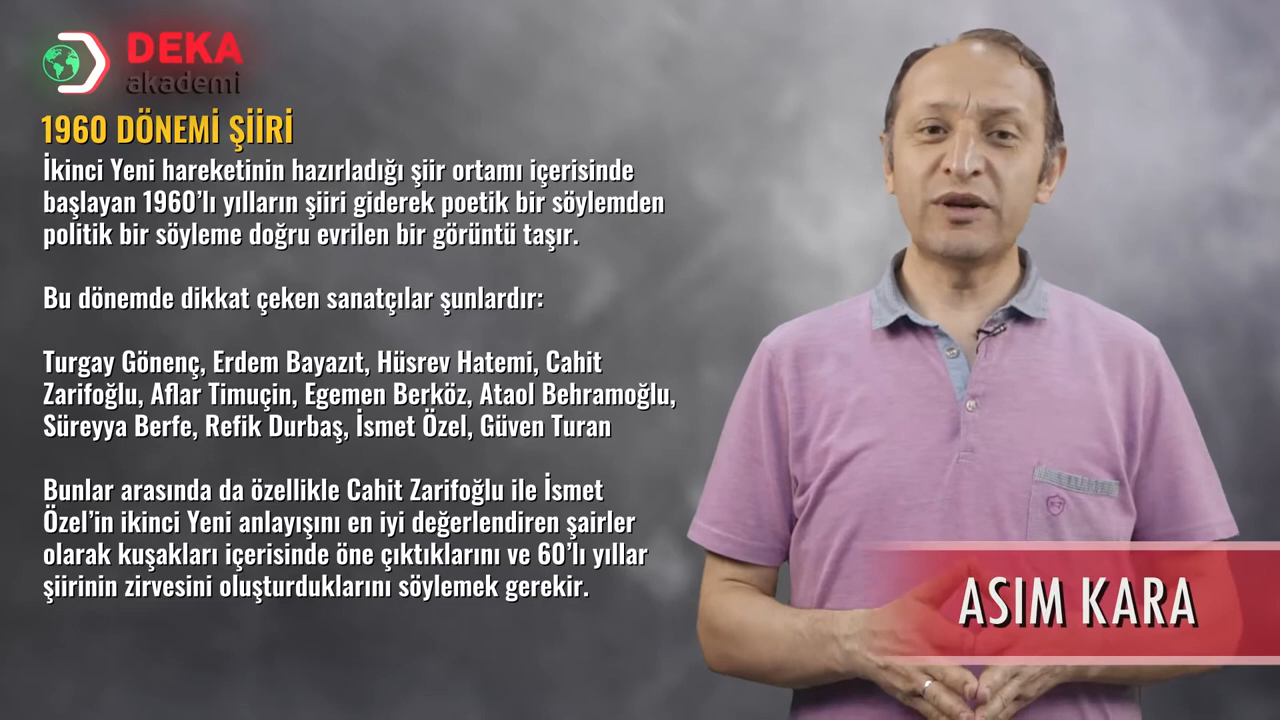 DEKA
akademi
1960 DÖNEMİ ŞİİRİ
İkinci Yeni hareketinin hazırladığı şiir ortamı içerisinde
başlayan 1960’lı yılların şiiri giderek poetik bir söylemden
politik bir söyleme doğru evrilen bir görüntü taşır.
Bu dönemde dikkat çeken sanatçılar şunlardır:
Turgay Gönenç, Erdem Bayazıt, Hüsrev Hatemi, Cahit
Zarifoğlu, Aflar Timuçin, Egemen Berköz, Ataol Behramoğlu,
Süreyya Berfe, Refik Durbaş, İsmet Özel, Güven Turan
Bunlar arasında da özellikle Cahit Zarifoğlu ile İsmet
Özel’in ikinci Yeni anlayışını en iyi değerlendiren şairler
olarak kuşakları içerisinde öne çıktıklarını ve 60’lı yıllar
şiirinin zirvesini oluşturduklarını söylemek gerekir.
ASIM KARA